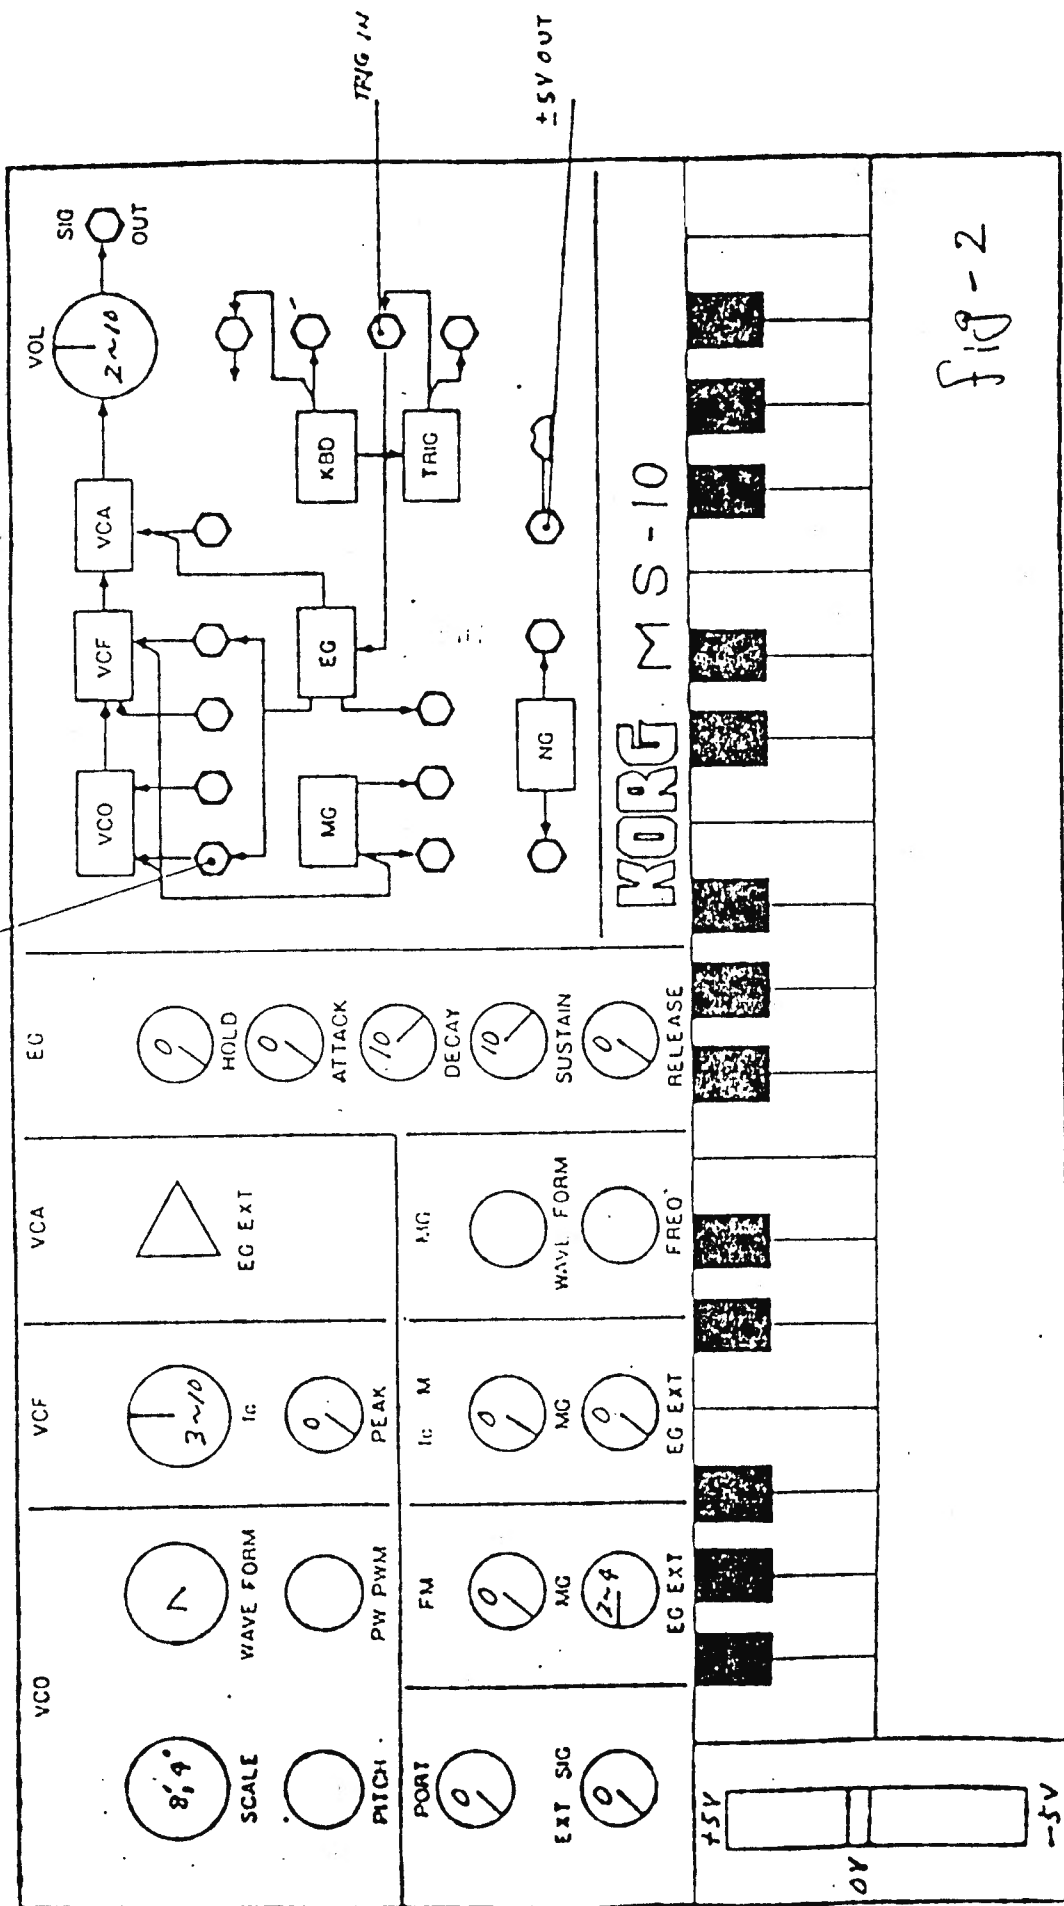 VCO
VCF
VCA
EG
8', 4'
SCALE
WAVE FORM
3~10
fc
EG EXT
0
HOLD
PITCH
PW PWM
0
PEAK
0
ATTACK
10
DECAY
PORT
0
FM
fc M
MG
0
MG
0
MG
WAVE FORM
10
SUSTAIN
EXT SIG
0
2~4
EG EXT
0
EG EXT
FREQ
0
RELEASE
VCO
VCF
VCA
VOL
2~10
SIG
OUT
MG
EG
KBD
TRIG
TRIG IN
NG
±5V OUT
KORG MS-10
+5V
0V
-5V
fig-2